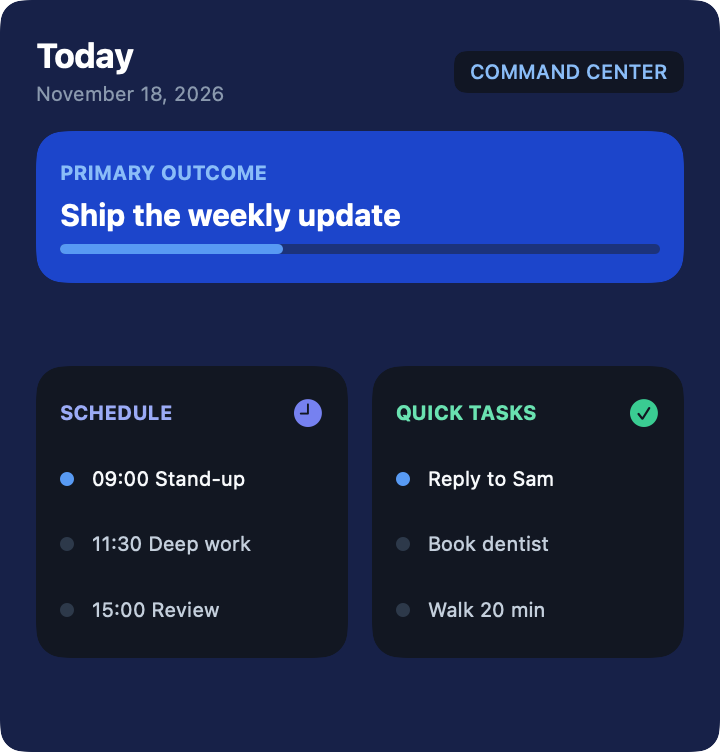 Today
November 18, 2026
COMMAND CENTER
PRIMARY OUTCOME
Ship the weekly update
SCHEDULE
09:00 Stand-up
11:30 Deep work
15:00 Review
QUICK TASKS
Reply to Sam
Book dentist
Walk 20 min